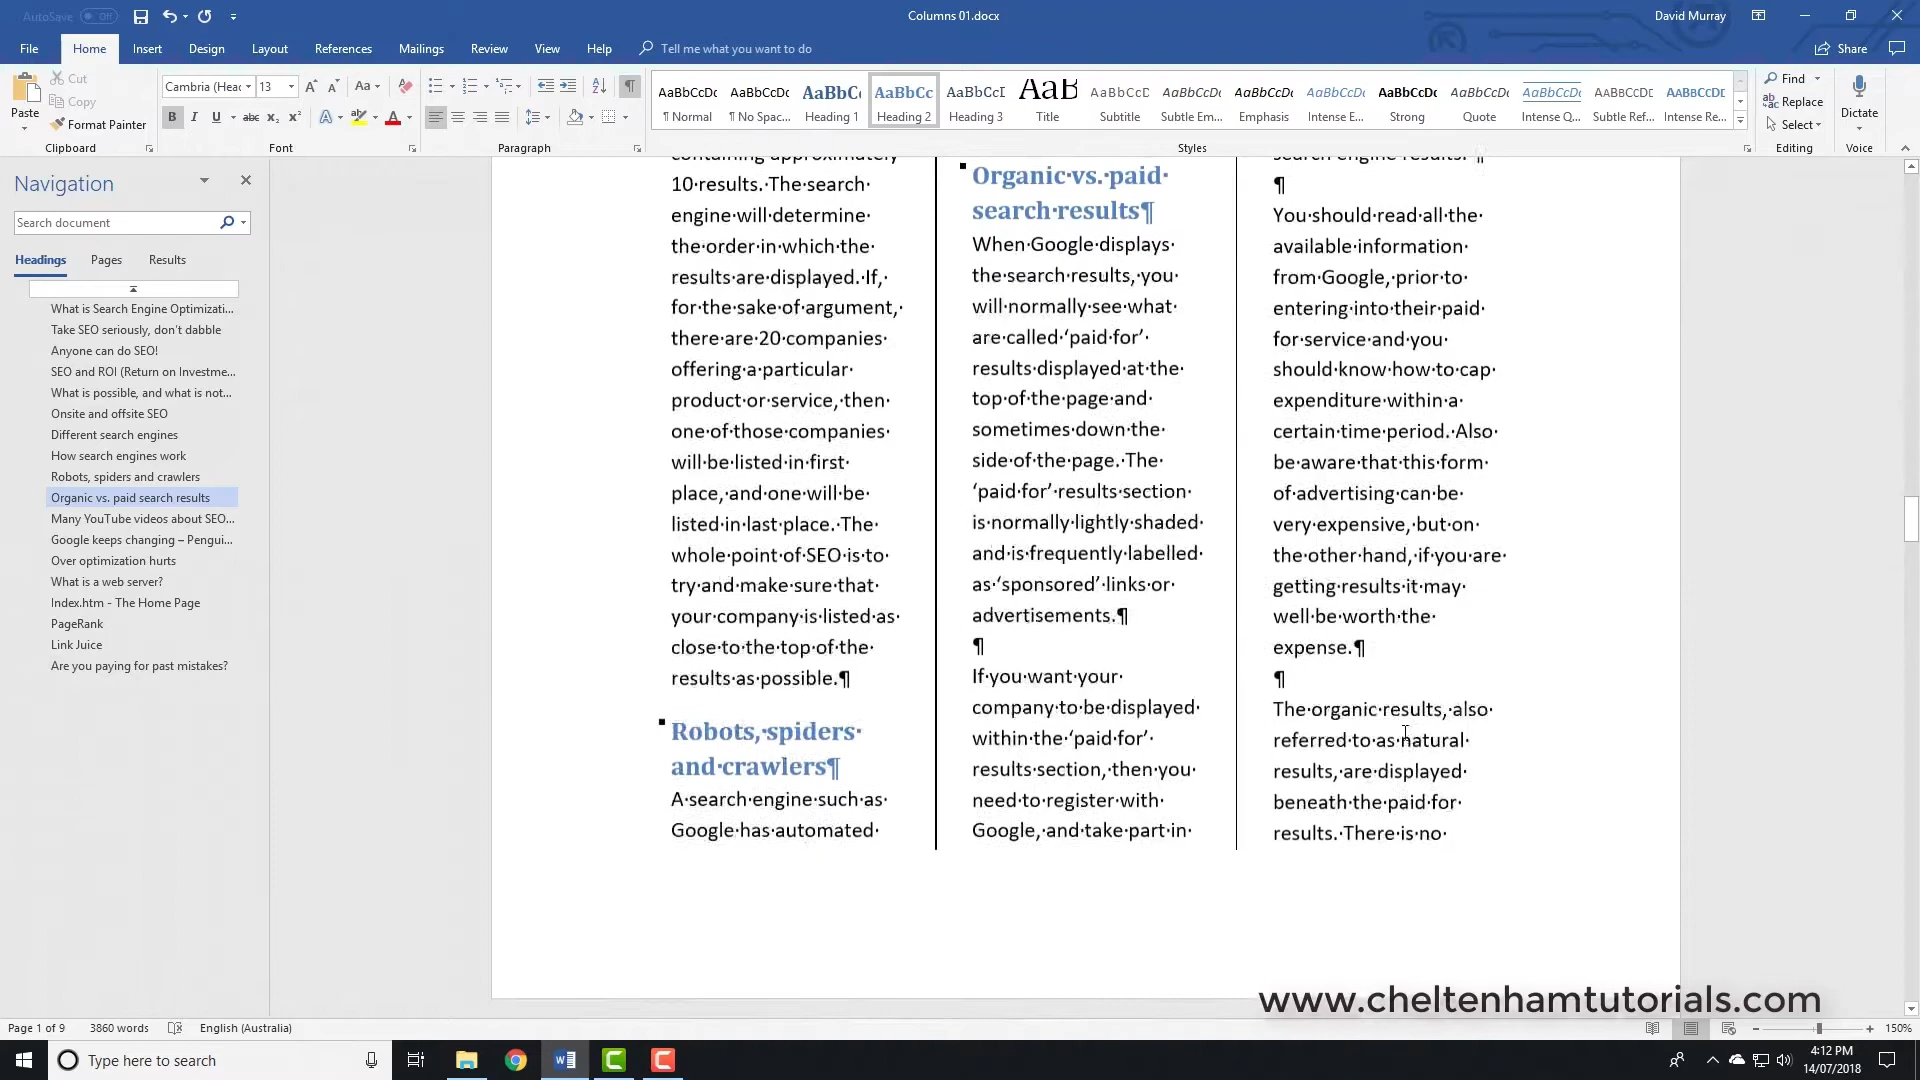 AutoSave Off
Columns 01.docx
David Murray
File Home Insert Design Layout References Mailings Review View Help Tell me what you want to do
Share
Paste
Cut
Copy
Format Painter
Clipboard
Cambria (Heac 13
Aa
B I U abc x₂ x²
Font
Paragraph
AaBbCcDc AaBbCcDc AaBbC( AaBbCc AaBbCcD AaB AaBbCcD AaBbCcDc AaBbCcDc AaBbCcDc AaBbCcDc AaBbCcDc AaBbCcDc AABBCCDC AABBCCDE
¶ Normal ¶ No Spac... Heading 1 Heading 2 Heading 3 Title Subtitle Subtle Em... Emphasis Intense E... Strong Quote Intense Q... Subtle Ref... Intense Re...
Styles
Find
Replace
Select
Editing
Dictate
Voice
Navigation
Search document
Headings Pages Results
What is Search Engine Optimizati...
Take SEO seriously, don't dabble
Anyone can do SEO!
SEO and ROI (Return on Investme...
What is possible, and what is not...
Onsite and offsite SEO
Different search engines
How search engines work
Robots, spiders and crawlers
Organic vs. paid search results
Many YouTube videos about SEO...
Google keeps changing – Pengui...
Over optimization hurts
What is a web server?
Index.htm - The Home Page
PageRank
Link Juice
Are you paying for past mistakes?
containing approximately
10 results. The search
engine will determine
the order in which the
results are displayed. If,
for the sake of argument,
there are 20 companies
offering a particular
product or service, then
one of those companies
will be listed in first
place, and one will be
listed in last place. The
whole point of SEO is to
try and make sure that
your company is listed as
close to the top of the
results as possible.¶
Robots, spiders
and crawlers¶
A search engine such as
Google has automated
Organic vs. paid
search results¶
When Google displays
the search results, you
will normally see what
are called ‘paid for’
results displayed at the
top of the page and
sometimes down the
side of the page. The
‘paid for’ results section
is normally lightly shaded
and is frequently labelled
as ‘sponsored’ links or
advertisements.¶
¶
If you want your
company to be displayed
within the ‘paid for’
results section, then you
need to register with
Google, and take part in
search engine results. ¶
¶
You should read all the
available information
from Google, prior to
entering into their paid
for service and you
should know how to cap
expenditure within a
certain time period. Also
be aware that this form
of advertising can be
very expensive, but on
the other hand, if you are
getting results it may
well be worth the
expense.¶
¶
The organic results, also
referred to as natural
results, are displayed
beneath the paid for
results. There is no
www.cheltenhamtutorials.com
Page 1 of 9 3860 words English (Australia)
150%
Type here to search
4:12 PM
14/07/2018